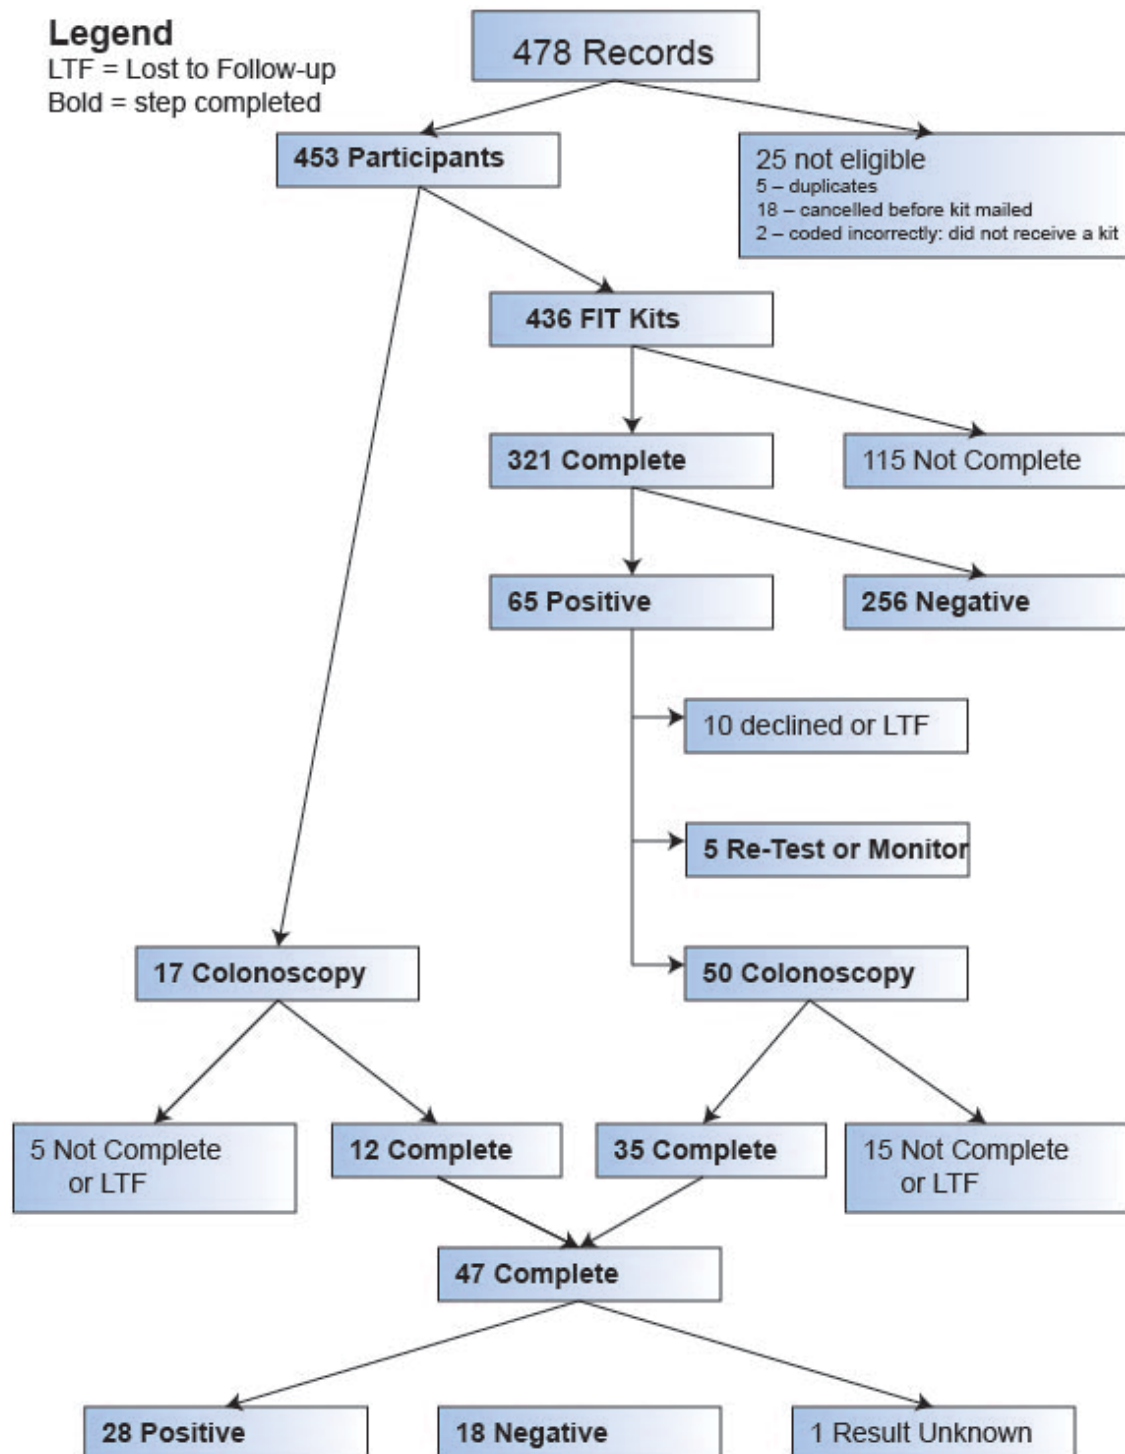 Legend
LTF = Lost to Follow-up
Bold = step completed
478 Records
453 Participants
25 not eligible
5 – duplicates
18 – cancelled before kit mailed
2 – coded incorrectly: did not receive a kit
436 FIT Kits
321 Complete
115 Not Complete
65 Positive
256 Negative
10 declined or LTF
5 Re-Test or Monitor
17 Colonoscopy
50 Colonoscopy
5 Not Complete
or LTF
12 Complete
35 Complete
15 Not Complete
or LTF
47 Complete
28 Positive
18 Negative
1 Result Unknown